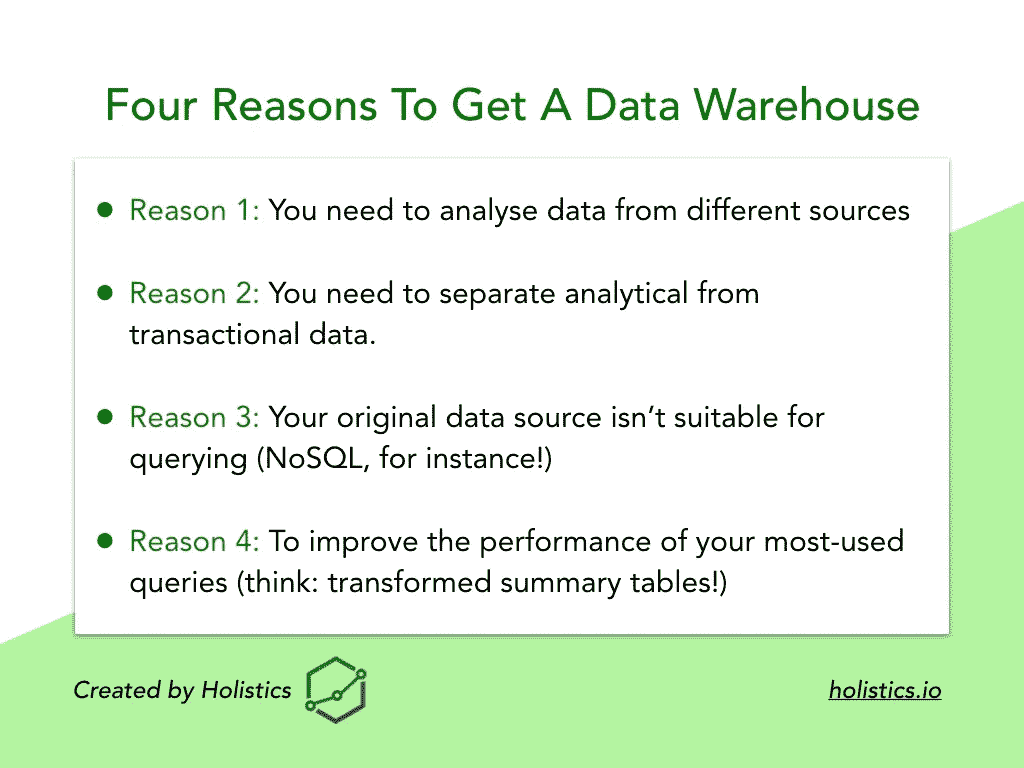 Four Reasons To Get A Data Warehouse
Reason 1: You need to analyse data from different sources
Reason 2: You need to separate analytical from
transactional data.
Reason 3: Your original data source isn’t suitable for
querying (NoSQL, for instance!)
Reason 4: To improve the performance of your most-used
queries (think: transformed summary tables!)
Created by Holistics
holistics.io